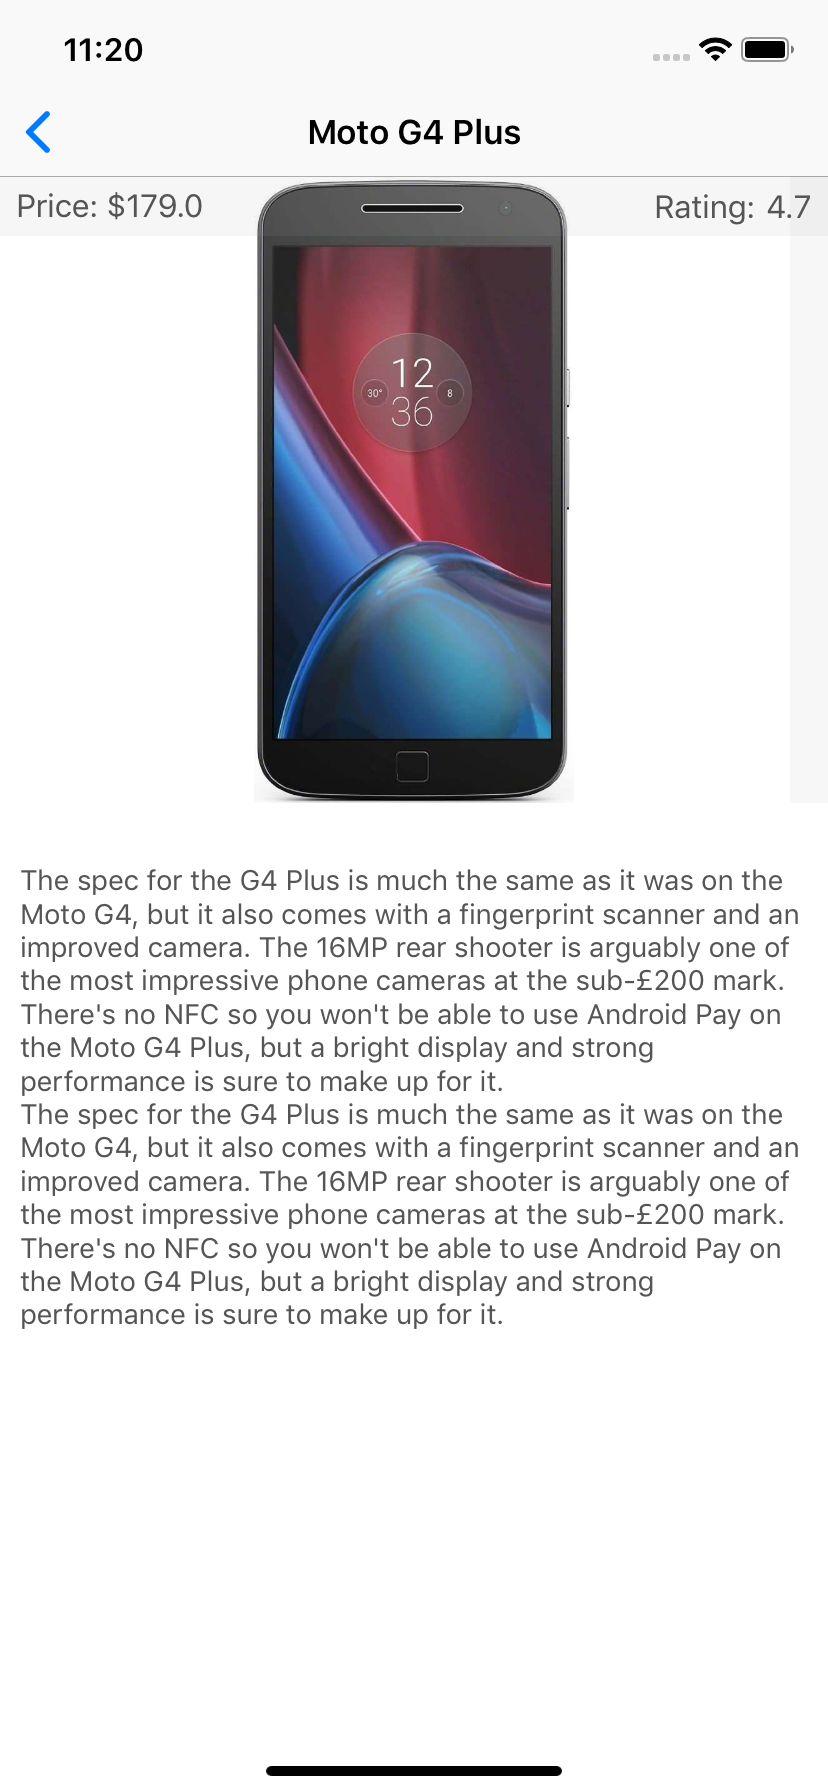 11:20
Moto G4 Plus
Price: $179.0
Rating: 4.7
12
30° 8
36
The spec for the G4 Plus is much the same as it was on the
Moto G4, but it also comes with a fingerprint scanner and an
improved camera. The 16MP rear shooter is arguably one of
the most impressive phone cameras at the sub-£200 mark.
There's no NFC so you won't be able to use Android Pay on
the Moto G4 Plus, but a bright display and strong
performance is sure to make up for it.
The spec for the G4 Plus is much the same as it was on the
Moto G4, but it also comes with a fingerprint scanner and an
improved camera. The 16MP rear shooter is arguably one of
the most impressive phone cameras at the sub-£200 mark.
There's no NFC so you won't be able to use Android Pay on
the Moto G4 Plus, but a bright display and strong
performance is sure to make up for it.